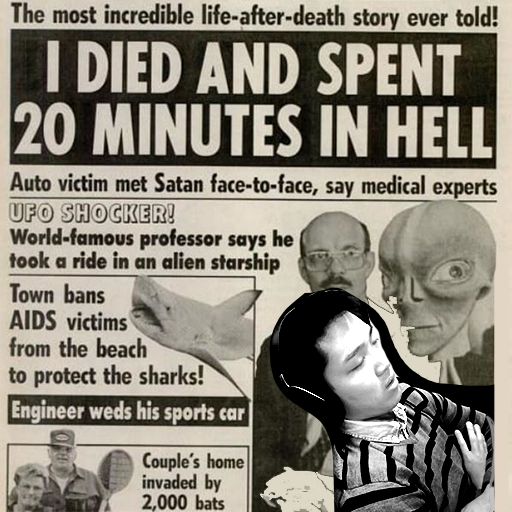 The most incredible life-after-death story ever told!
I DIED AND SPENT
20 MINUTES IN HELL
Auto victim met Satan face-to-face, say medical experts
UFO SHOCKER!
World-famous professor says he
took a ride in an alien starship
Town bans
AIDS victims
from the beach
to protect the sharks!
Engineer weds his sports car
Couple's home
invaded by
2,000 bats